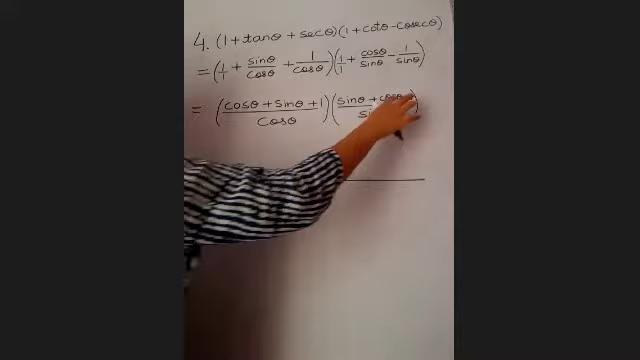 4. (1+tanθ + secθ)(1+cotθ-cosecθ)
= (1/1 + sinθ/cosθ + 1/cosθ)(1/1 + cosθ/sinθ - 1/sinθ)
= (cosθ+sinθ+1)/cosθ (sinθ+cosθ